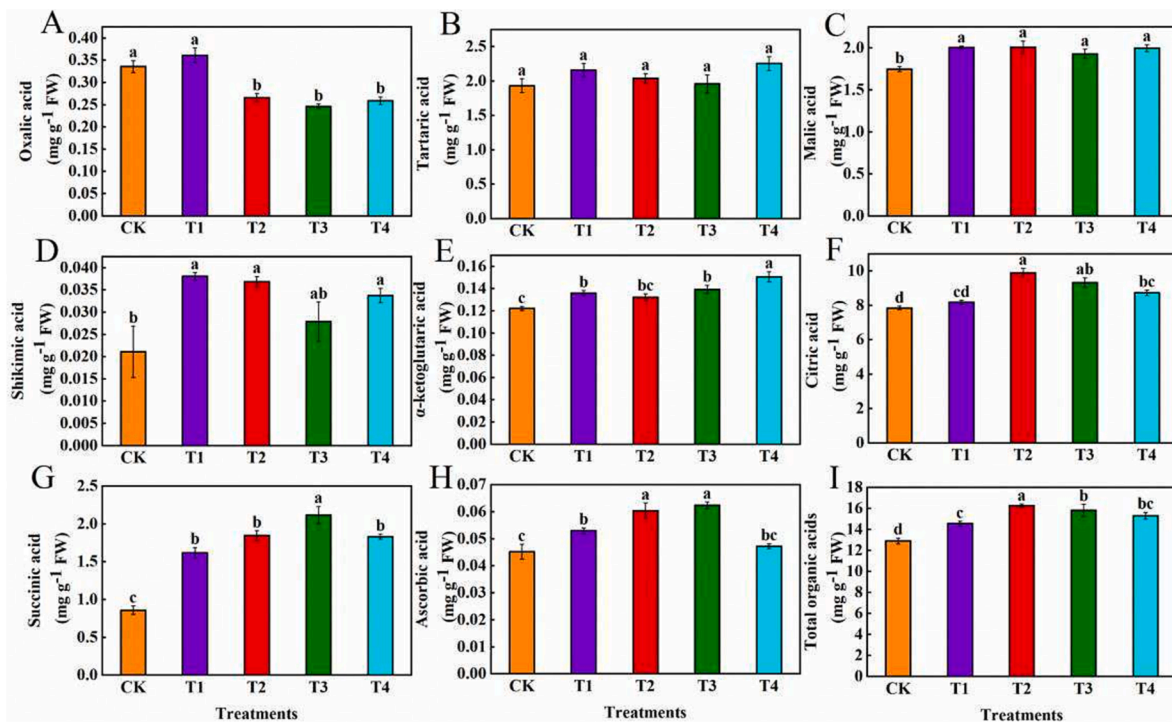 A
Oxalic acid
(mg g⁻¹ FW)
0.40
0.35
0.30
0.25
0.20
0.15
0.10
0.05
0.00
a
a
b
b
b
CK T1 T2 T3 T4
B
Tartaric acid
(mg g⁻¹ FW)
2.5
2.0
1.5
1.0
0.5
0.0
a
a
a
a
a
CK T1 T2 T3 T4
C
Malic acid
(mg g⁻¹ FW)
2.0
1.5
1.0
0.5
0.0
b
a
a
a
a
CK T1 T2 T3 T4
D
Shikimic acid
(mg g⁻¹ FW)
0.040
0.035
0.030
0.025
0.020
0.015
0.010
0.005
0.000
b
a
a
ab
a
CK T1 T2 T3 T4
E
α-ketoglutaric acid
(mg g⁻¹ FW)
0.16
0.14
0.12
0.10
0.08
0.06
0.04
0.02
0.00
c
b
bc
b
a
CK T1 T2 T3 T4
F
Citric acid
(mg g⁻¹ FW)
10
8
6
4
2
0
d
cd
a
ab
bc
CK T1 T2 T3 T4
G
Succinic acid
(mg g⁻¹ FW)
2.5
2.0
1.5
1.0
0.5
0.0
c
b
b
a
b
CK T1 T2 T3 T4
Treatments
H
Ascorbic acid
(mg g⁻¹ FW)
0.07
0.06
0.05
0.04
0.03
0.02
0.01
0.00
c
b
a
a
bc
CK T1 T2 T3 T4
Treatments
I
Total organic acids
(mg g⁻¹ FW)
18
16
14
12
10
8
6
4
2
0
d
c
a
b
bc
CK T1 T2 T3 T4
Treatments